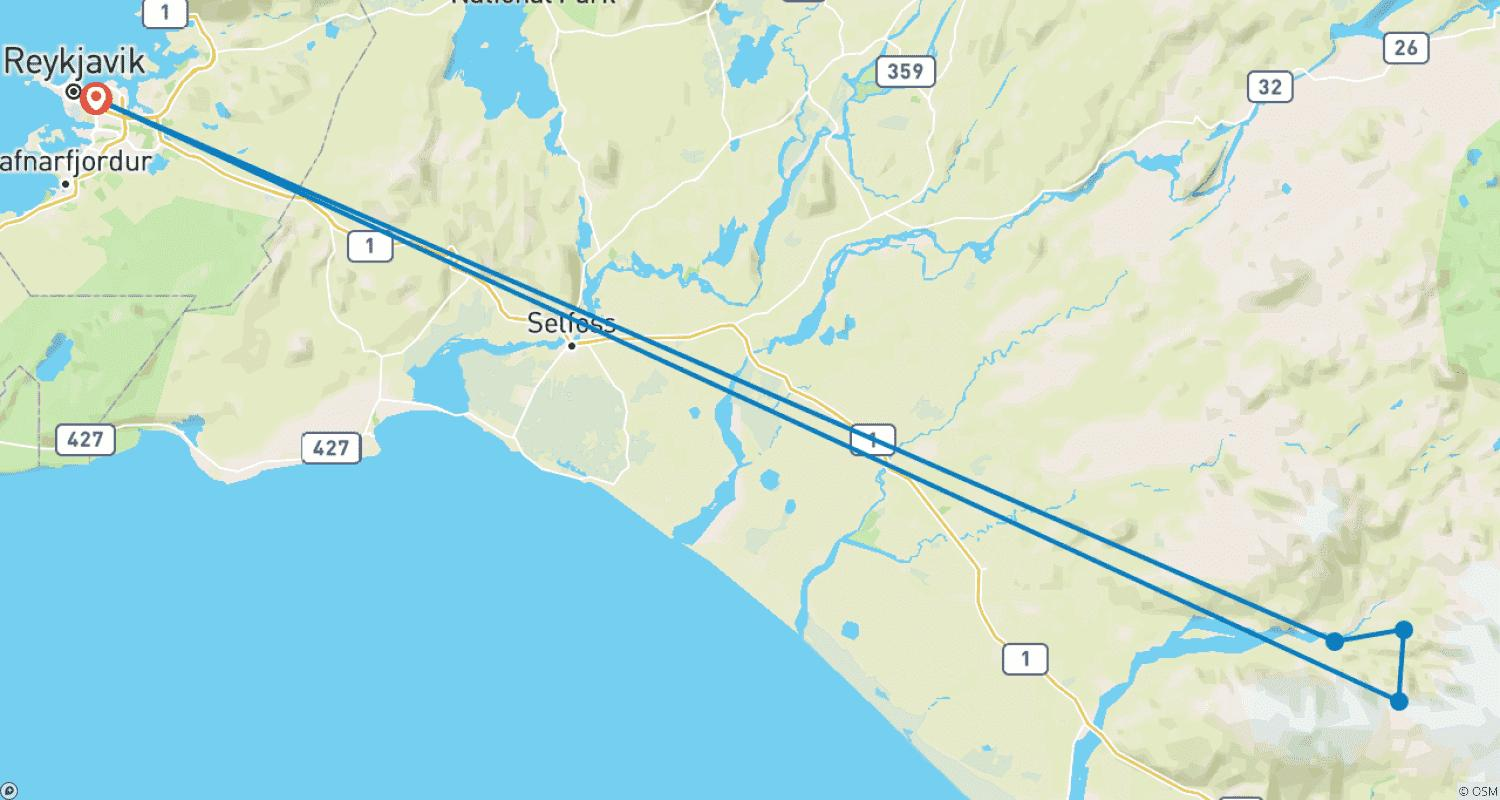 National Park
1
Reykjavik
26
359
32
afnarfjordur
1
Selfoss
427
427
1
1
© OSM